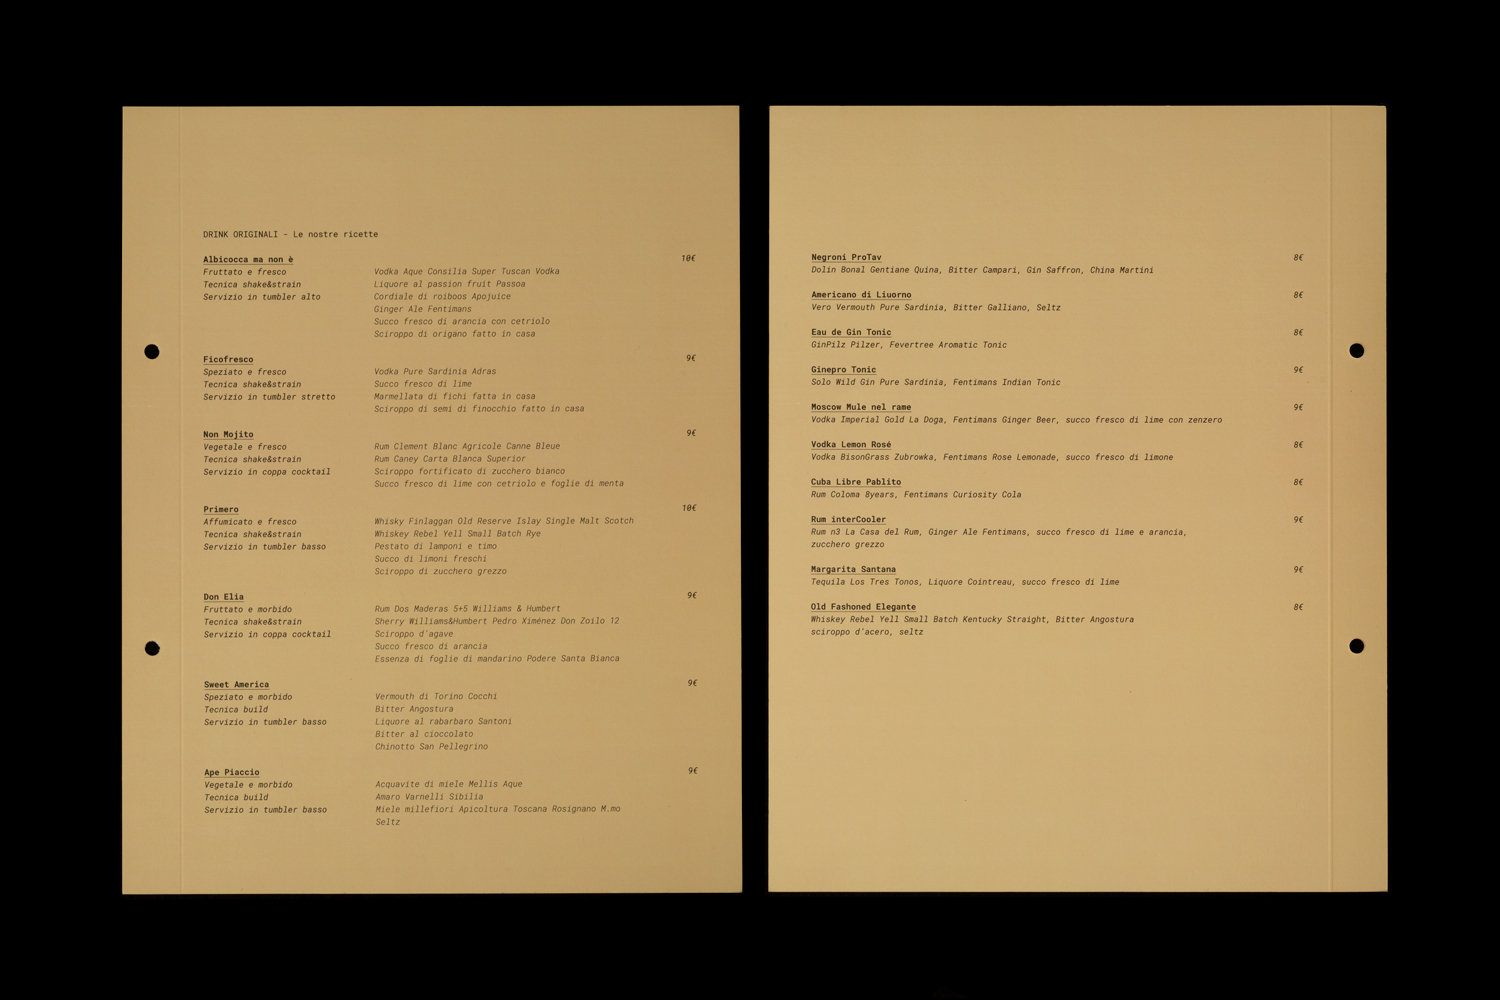 DRINK ORIGINALI - Le nostre ricette
Albicocca ma non è 10€
Fruttato e fresco Vodka Aque Consilia Super Tuscan Vodka
Tecnica shake&strain Liquore al passion fruit Passoa
Servizio in tumbler alto Cordiale di roiboos Apojuice
Ginger Ale Fentimans
Succo fresco di arancia con cetriolo
Sciroppo di origano fatto in casa
Ficofresco 9€
Speziato e fresco Vodka Pure Sardinia Adras
Tecnica shake&strain Succo fresco di lime
Servizio in tumbler stretto Marmellata di fichi fatta in casa
Sciroppo di semi di finocchio fatto in casa
Non Mojito 9€
Vegetale e fresco Rum Clement Blanc Agricole Canne Bleue
Tecnica shake&strain Rum Caney Carta Blanca Superior
Servizio in coppa cocktail Sciroppo fortificato di zucchero bianco
Succo fresco di lime con cetriolo e foglie di menta
Primero 10€
Affumicato e fresco Whisky Finlaggan Old Reserve Islay Single Malt Scotch
Tecnica shake&strain Whiskey Rebel Yell Small Batch Rye
Servizio in tumbler basso Pestato di lamponi e timo
Succo di limoni freschi
Sciroppo di zucchero grezzo
Don Elia 9€
Fruttato e morbido Rum Dos Maderas 5+5 Williams & Humbert
Tecnica shake&strain Sherry Williams&Humbert Pedro Ximénez Don Zoilo 12
Servizio in coppa cocktail Sciroppo d'agave
Succo fresco di arancia
Essenza di foglie di mandarino Podere Santa Bianca
Sweet America 9€
Speziato e morbido Vermouth di Torino Cocchi
Tecnica build Bitter Angostura
Servizio in tumbler basso Liquore al rabarbaro Santoni
Bitter al cioccolato
Chinotto San Pellegrino
Ape Piaccio 9€
Vegetale e morbido Acquavite di miele Mellis Aque
Tecnica build Amaro Varnelli Sibilia
Servizio in tumbler basso Miele millefiori Apicoltura Toscana Rosignano M.mo
Seltz
Negroni ProTav 8€
Dolin Bonal Gentiane Quina, Bitter Campari, Gin Saffron, China Martini
Americano di Liuorno 8€
Vero Vermouth Pure Sardinia, Bitter Galliano, Seltz
Eau de Gin Tonic 8€
GinPilz Pilzer, Fevertree Aromatic Tonic
Ginepro Tonic 9€
Solo Wild Gin Pure Sardinia, Fentimans Indian Tonic
Moscow Mule nel rame 9€
Vodka Imperial Gold La Doga, Fentimans Ginger Beer, succo fresco di lime con zenzero
Vodka Lemon Rosé 8€
Vodka BisonGrass Zubrowka, Fentimans Rose Lemonade, succo fresco di limone
Cuba Libre Pablito 8€
Rum Coloma 8years, Fentimans Curiosity Cola
Rum interCooler 9€
Rum n3 La Casa del Rum, Ginger Ale Fentimans, succo fresco di lime e arancia,
zucchero grezzo
Margarita Santana 9€
Tequila Los Tres Tonos, Liquore Cointreau, succo fresco di lime
Old Fashoned Elegante 8€
Whiskey Rebel Yell Small Batch Kentucky Straight, Bitter Angostura
sciroppo d'acero, seltz